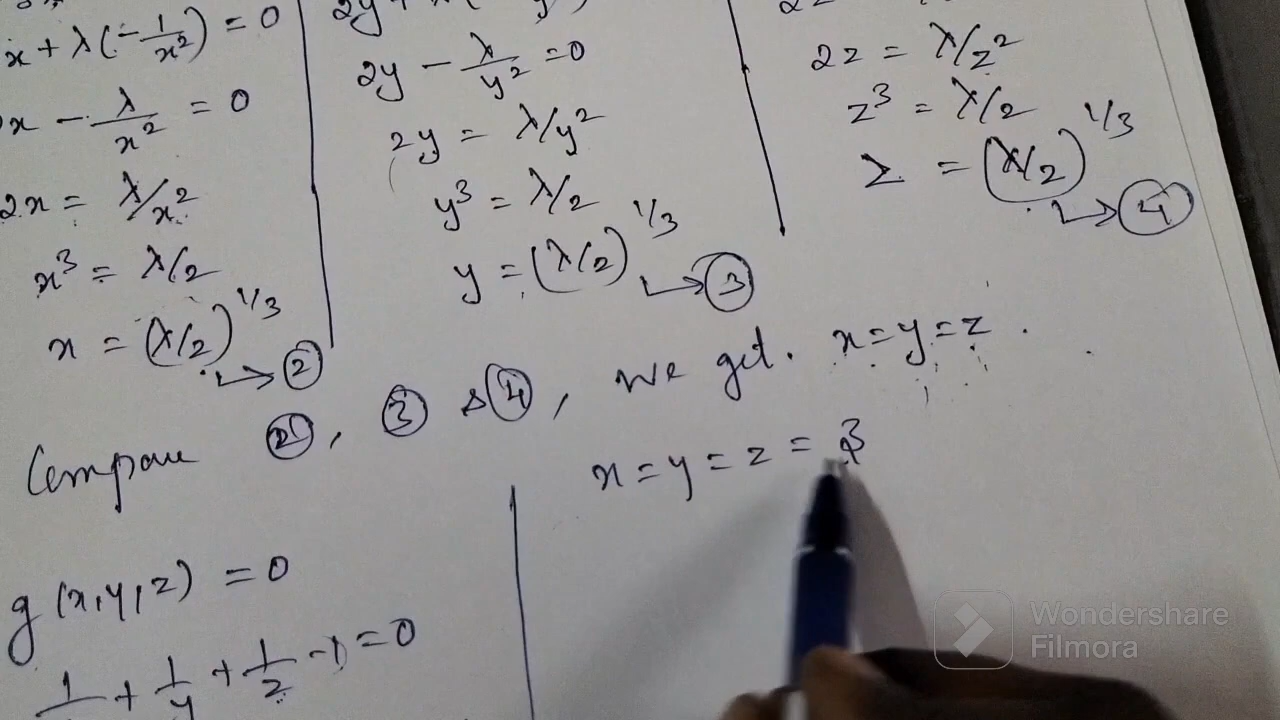 x + λ(-1/x²) = 0
x - λ/x² = 0
2x = λ/x²
x³ = λ/2
x = (λ/2)^1/3 → ②
2y - λ/y² = 0
2y = λ/y²
y³ = λ/2
y = (λ/2)^1/3 → ③
2z = λ/z²
z³ = λ/2
z = (λ/2)^1/3 → ④
Compare ②, ③ & ④, we get. x = y = z.
x = y = z = 3
g(x,y,z) = 0
1/ + 1/y + 1/z - 1 = 0
Wondershare
Filmora